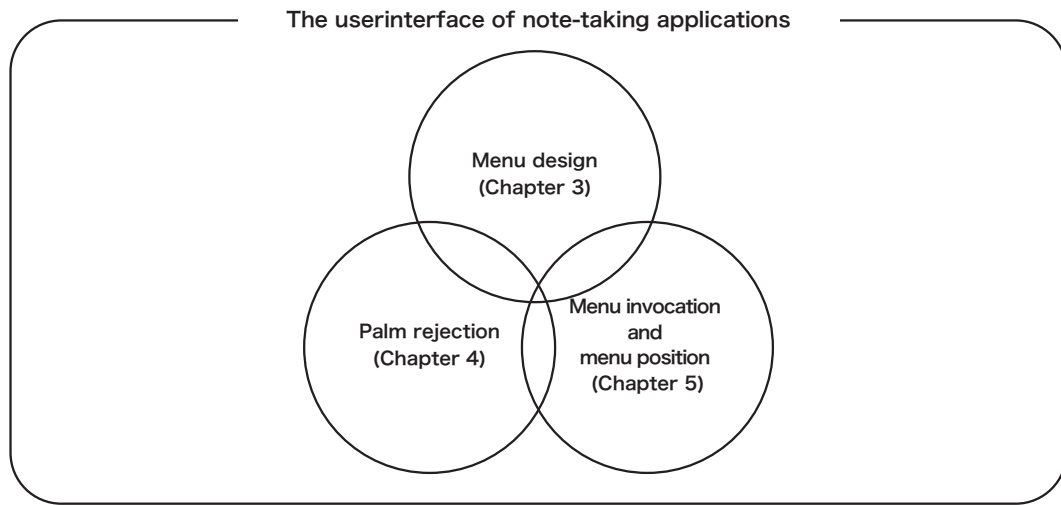 The userinterface of note-taking applications
Menu design
(Chapter 3)
Palm rejection
(Chapter 4)
Menu invocation
and
menu position
(Chapter 5)